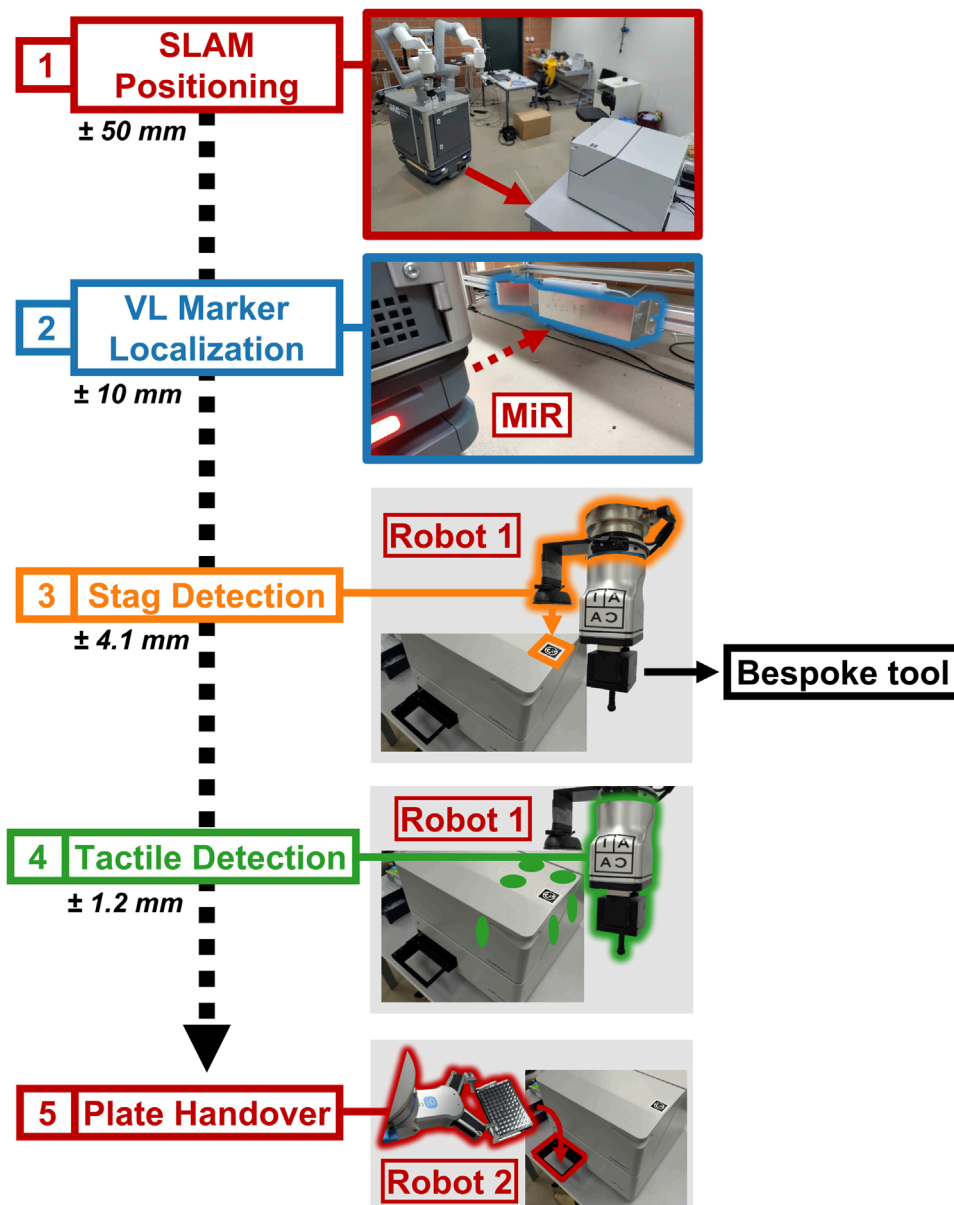 1
SLAM
Positioning
± 50 mm
2
VL Marker
Localization
± 10 mm
MiR
Robot 1
3
Stag Detection
± 4.1 mm
Bespoke tool
Robot 1
4
Tactile Detection
± 1.2 mm
5
Plate Handover
Robot 2